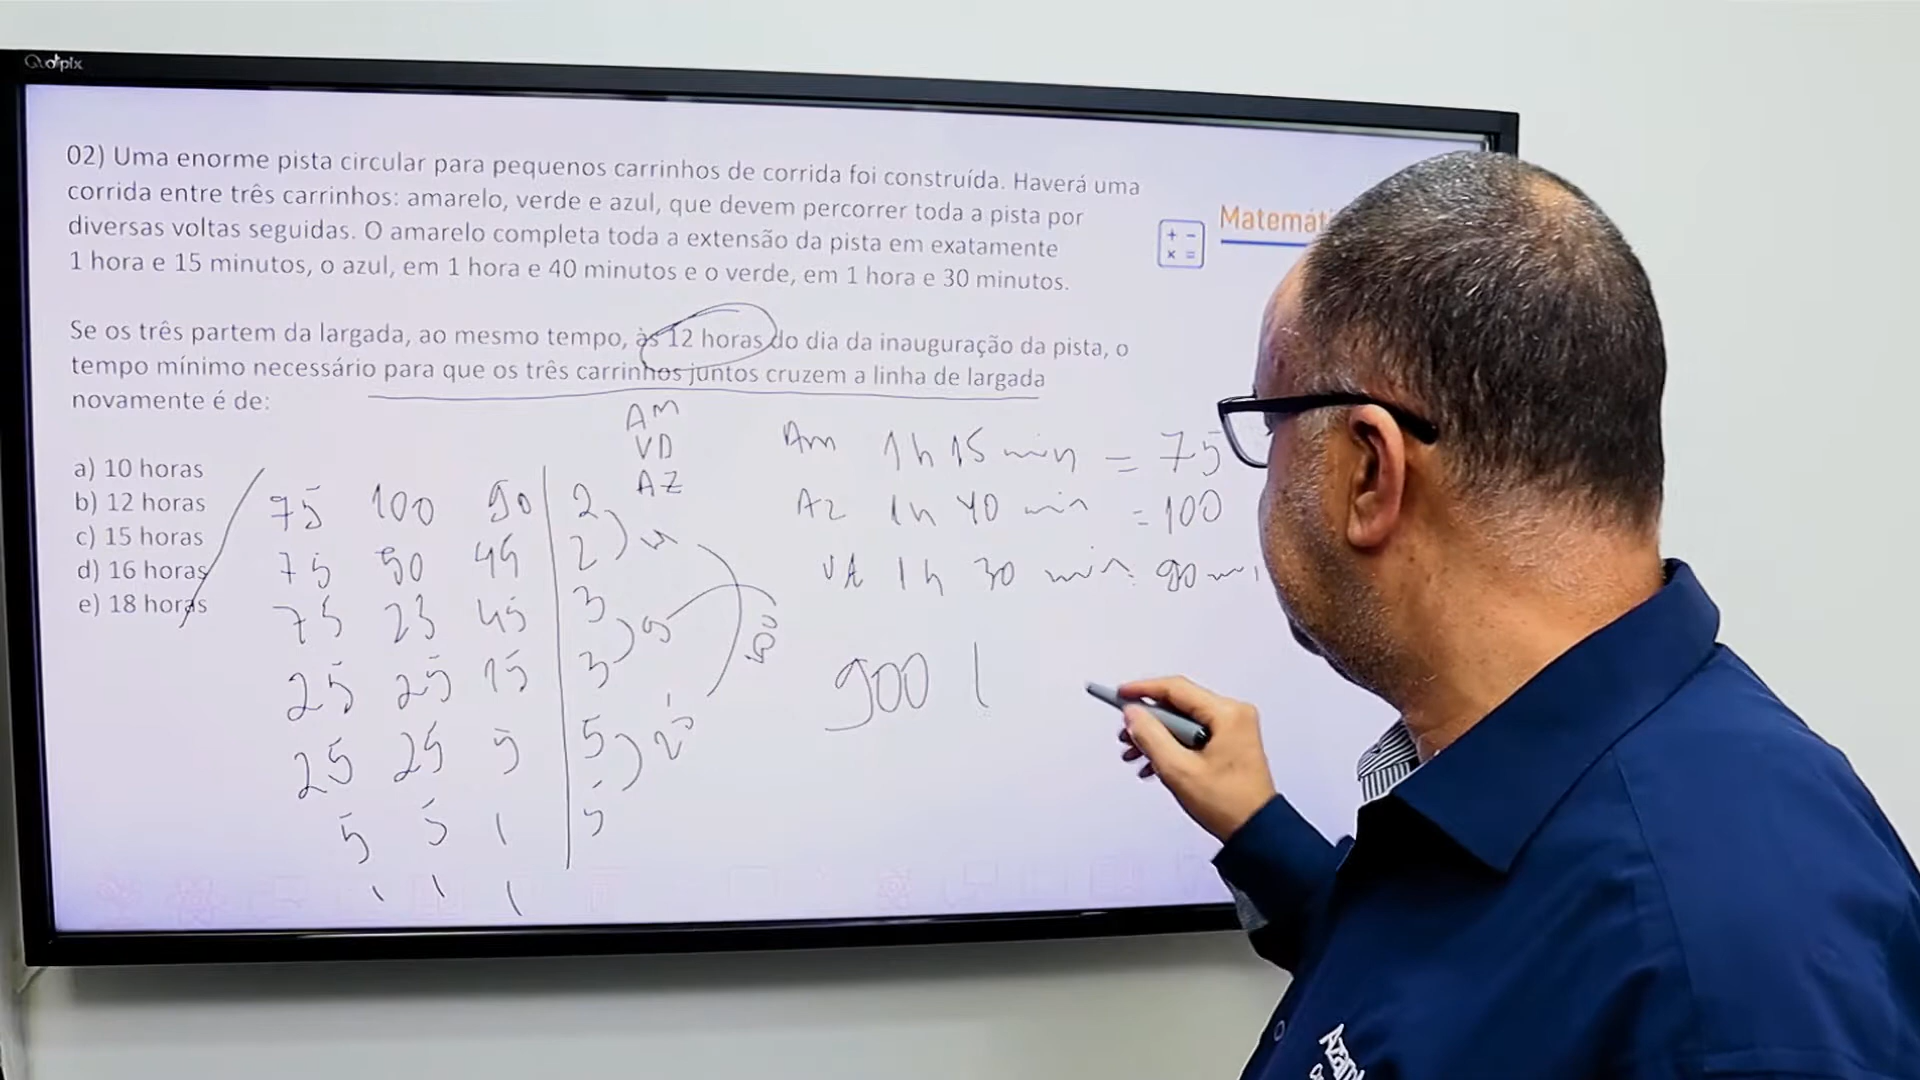 Qdpix
02) Uma enorme pista circular para pequenos carrinhos de corrida foi construída. Haverá uma
corrida entre três carrinhos: amarelo, verde e azul, que devem percorrer toda a pista por
diversas voltas seguidas. O amarelo completa toda a extensão da pista em exatamente
1 hora e 15 minutos, o azul, em 1 hora e 40 minutos e o verde, em 1 hora e 30 minutos.
Matemáti
+ -
x =
Se os três partem da largada, ao mesmo tempo, às 12 horas do dia da inauguração da pista, o
tempo mínimo necessário para que os três carrinhos juntos cruzem a linha de largada
novamente é de:
a) 10 horas
b) 12 horas
c) 15 horas
d) 16 horas
e) 18 horas
AM
VD
AZ
75 100 90 | 2
75 50 45 | 2
75 25 45 | 3
25 25 15 | 3
25 25 5 | 5
5 5 1 | 5
1 1 1
4
9
25
100
Am 1h 15 min = 75
Az 1h 40 min = 100
Vd 1h 30 min: 90 mi
900 |